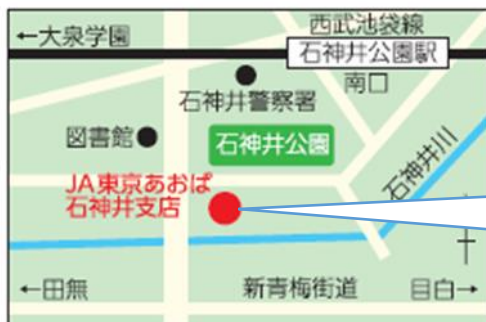 西武池袋線
←大泉学園
石神井公園駅
南口
石神井警察署
図書館
石神井公園
石神井川
JA東京あおば
石神井支店
←田無
新青梅街道
目白→